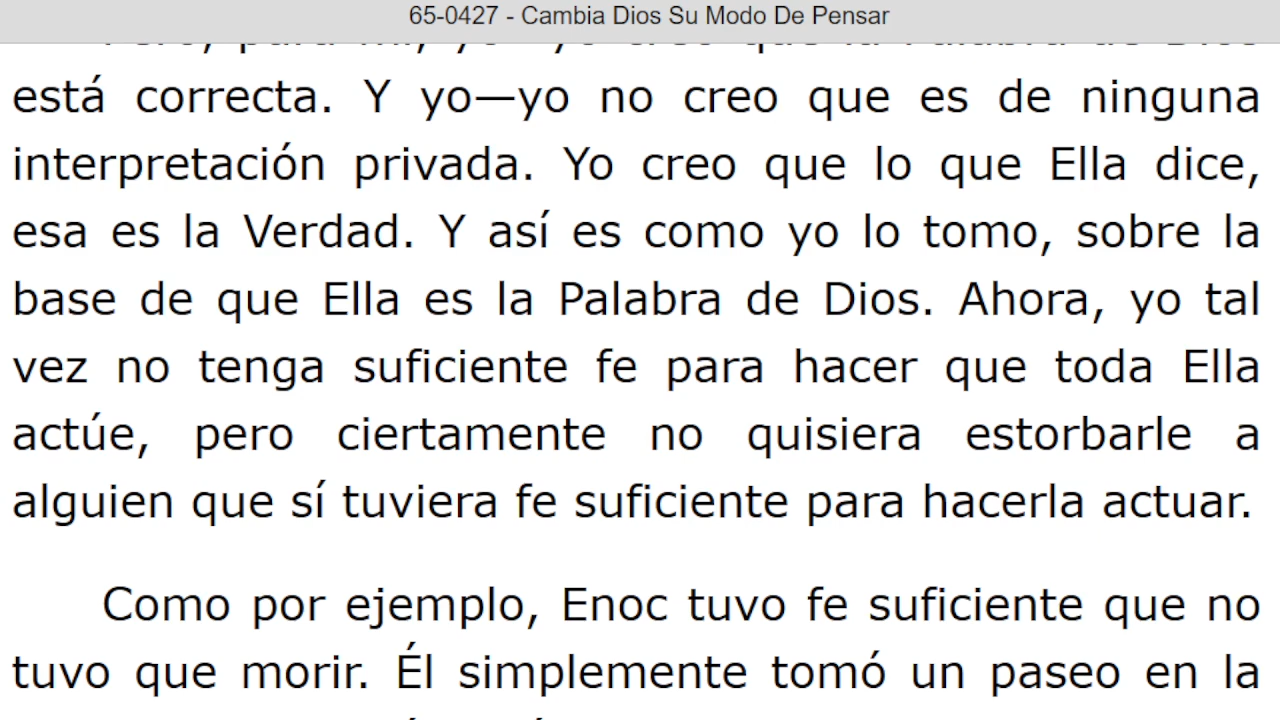 65-0427 - Cambia Dios Su Modo De Pensar
está correcta. Y yo—yo no creo que es de ninguna
interpretación privada. Yo creo que lo que Ella dice,
esa es la Verdad. Y así es como yo lo tomo, sobre la
base de que Ella es la Palabra de Dios. Ahora, yo tal
vez no tenga suficiente fe para hacer que toda Ella
actúe, pero ciertamente no quisiera estorbarle a
alguien que sí tuviera fe suficiente para hacerla actuar.
Como por ejemplo, Enoc tuvo fe suficiente que no
tuvo que morir. Él simplemente tomó un paseo en la